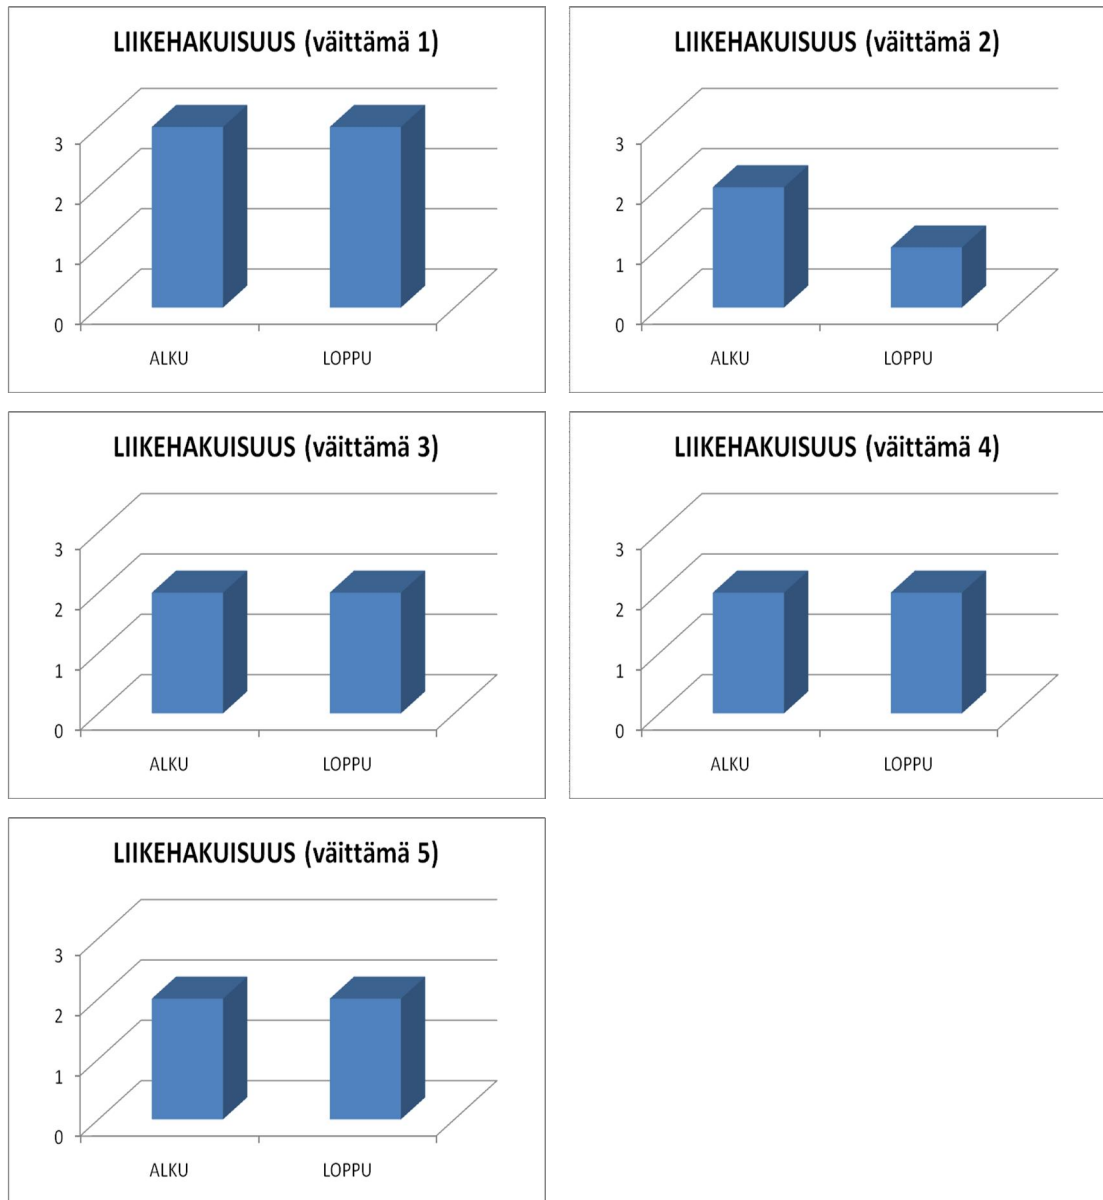 LIIKEHAKUISUUS (väittämä 1)
3
2
1
0
ALKU LOPPU
LIIKEHAKUISUUS (väittämä 2)
3
2
1
0
ALKU LOPPU
LIIKEHAKUISUUS (väittämä 3)
3
2
1
0
ALKU LOPPU
LIIKEHAKUISUUS (väittämä 4)
3
2
1
0
ALKU LOPPU
LIIKEHAKUISUUS (väittämä 5)
3
2
1
0
ALKU LOPPU